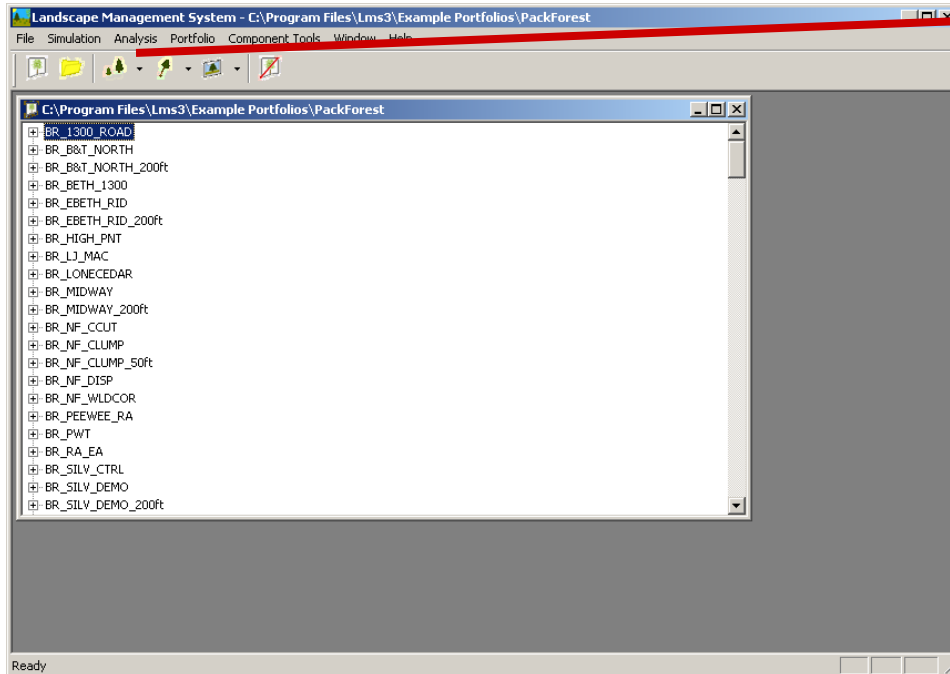 Landscape Management System - C:\Program Files\Lms3\Example Portfolios\PackForest
File Simulation Analysis Portfolio Component Tools Window Help
C:\Program Files\Lms3\Example Portfolios\PackForest
BR_1300_ROAD
BR_B&T_NORTH
BR_B&T_NORTH_200ft
BR_BETH_1300
BR_EBETH_RID
BR_EBETH_RID_200ft
BR_HIGH_PNT
BR_LJ_MAC
BR_LONECEDAR
BR_MIDWAY
BR_MIDWAY_200ft
BR_NF_CCUT
BR_NF_CLUMP
BR_NF_CLUMP_50ft
BR_NF_DISP
BR_NF_WLDCOR
BR_PEEWEE_RA
BR_PWT
BR_RA_EA
BR_SILV_CTRL
BR_SILV_DEMO
BR_SILV_DEMO_200ft
Ready